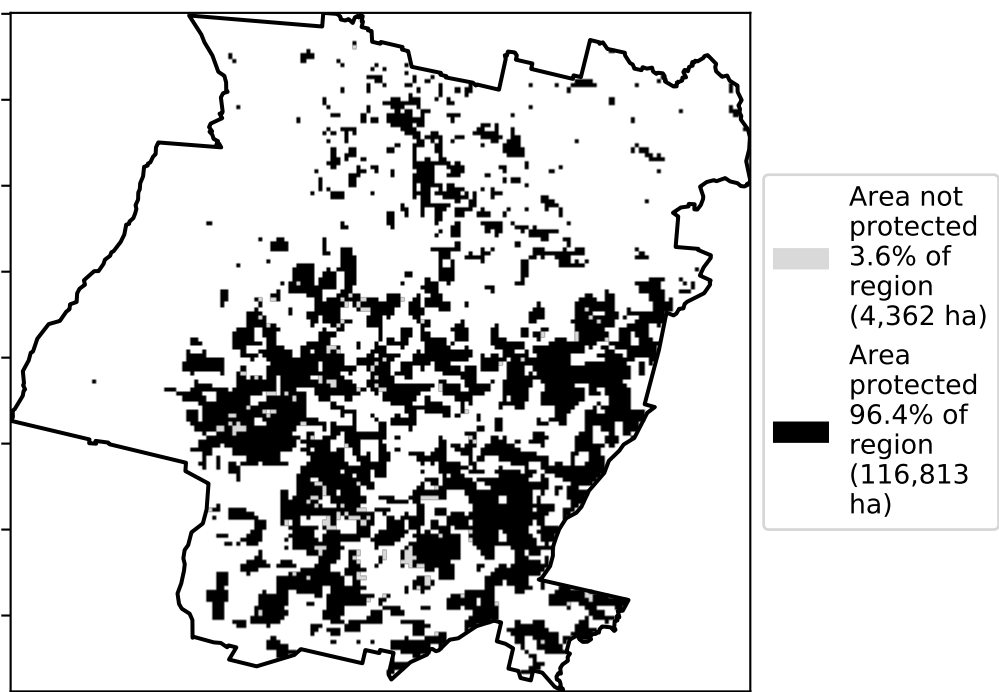 Area not
protected
3.6% of
region
(4,362 ha)
Area
protected
96.4% of
region
(116,813
ha)